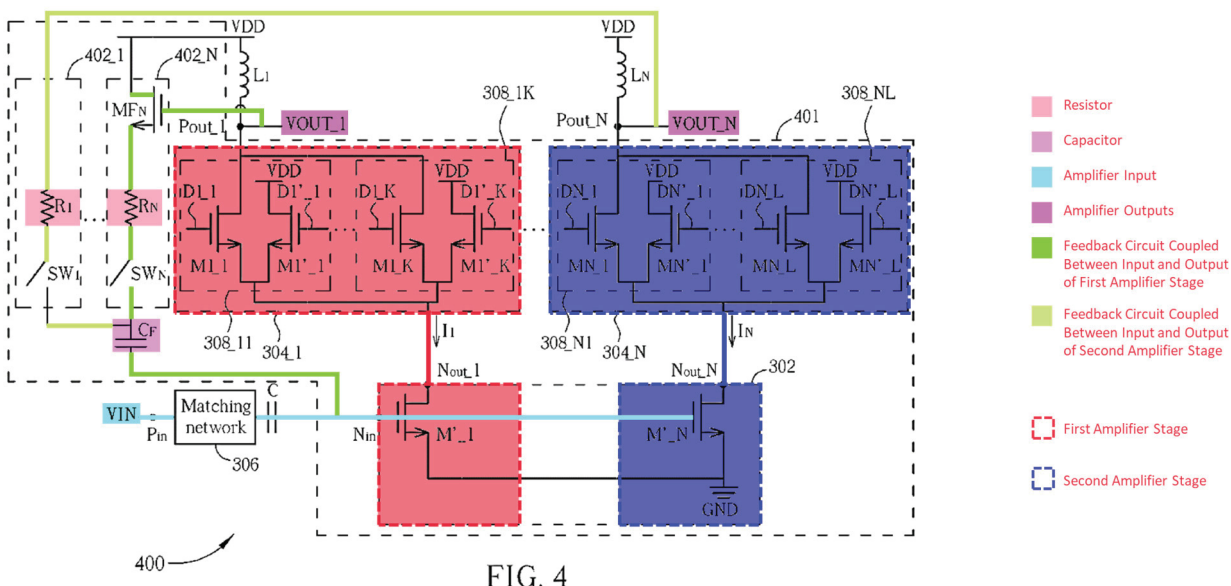 VDD
VDD
402_1
402_N
L1
LN
308_1K
308_NL
MFN
Pout_1
VOUT_1
Pout_N
VOUT_N
401
VDD
VDD
VDD
VDD
D1_1
D1'_1
D1_K
D1'_K
DN_1
DN'_1
DN_L
DN'_L
R1
RN
M1_1
M1'_1
M1_K
M1'_K
MN_1
MN'_1
MN_L
MN'_L
SW1
SWN
CF
308_11
304_1
I1
308_N1
304_N
IN
Nout_1
Nout_N
302
VIN
Pin
Matching
network
C
Nin
M'_1
M'_N
306
GND
400
FIG. 4
Resistor
Capacitor
Amplifier Input
Amplifier Outputs
Feedback Circuit Coupled
Between Input and Output
of First Amplifier Stage
Feedback Circuit Coupled
Between Input and Output
of Second Amplifier Stage
First Amplifier Stage
Second Amplifier Stage